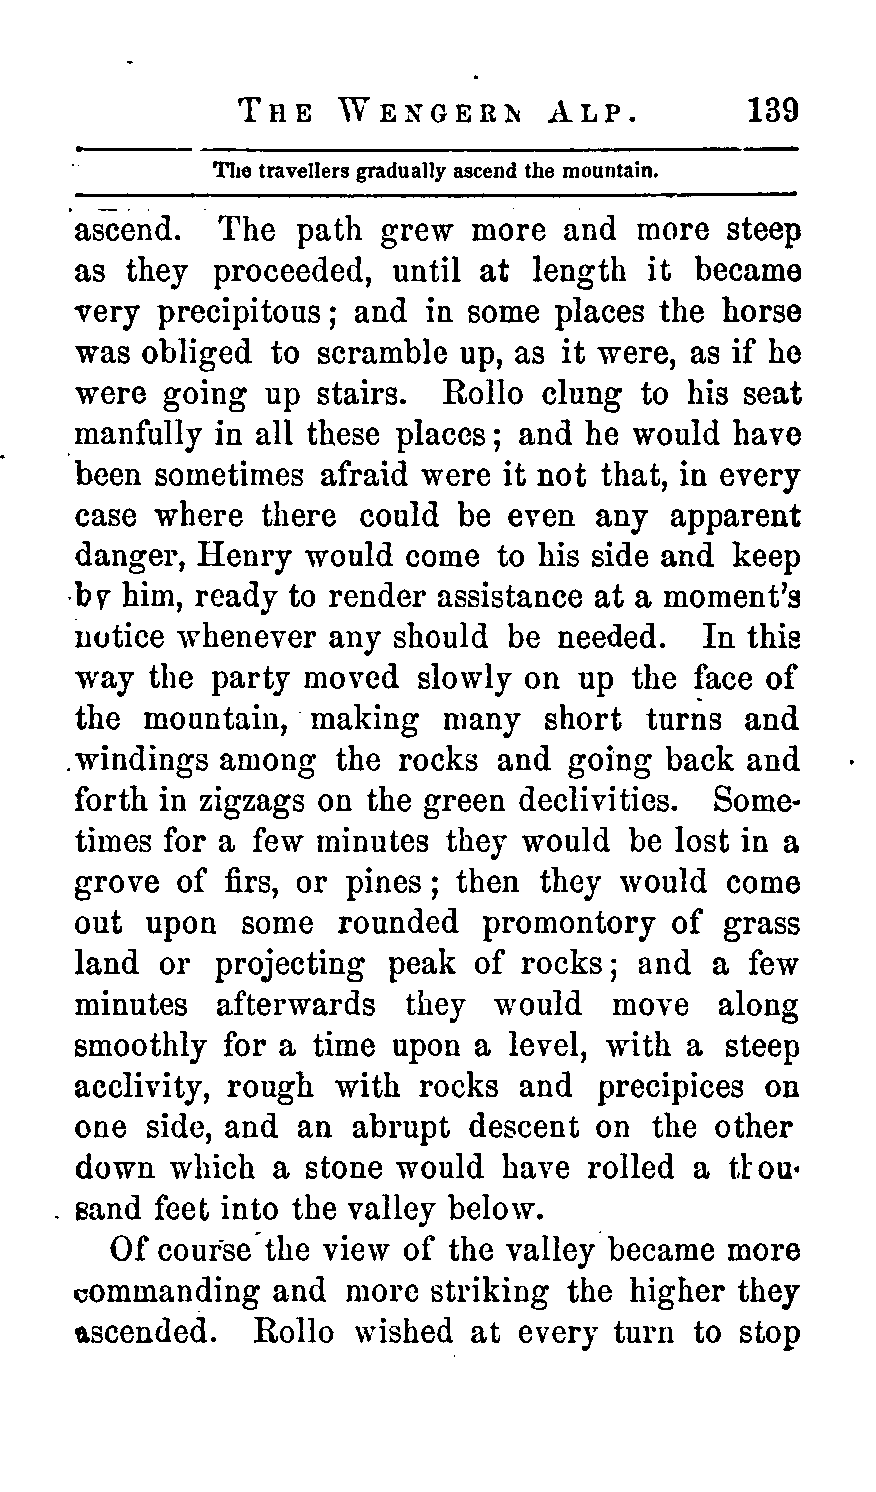 THE WENGERN ALP. 139
The travellers gradually ascend the mountain.
ascend. The path grew more and more steep
as they proceeded, until at length it became
very precipitous; and in some places the horse
was obliged to scramble up, as it were, as if he
were going up stairs. Rollo clung to his seat
manfully in all these places; and he would have
been sometimes afraid were it not that, in every
case where there could be even any apparent
danger, Henry would come to his side and keep
by him, ready to render assistance at a moment's
notice whenever any should be needed. In this
way the party moved slowly on up the face of
the mountain, making many short turns and
windings among the rocks and going back and
forth in zigzags on the green declivities. Some-
times for a few minutes they would be lost in a
grove of firs, or pines; then they would come
out upon some rounded promontory of grass
land or projecting peak of rocks; and a few
minutes afterwards they would move along
smoothly for a time upon a level, with a steep
acclivity, rough with rocks and precipices on
one side, and an abrupt descent on the other
down which a stone would have rolled a thou-
sand feet into the valley below.
Of course the view of the valley became more
commanding and more striking the higher they
ascended. Rollo wished at every turn to stop